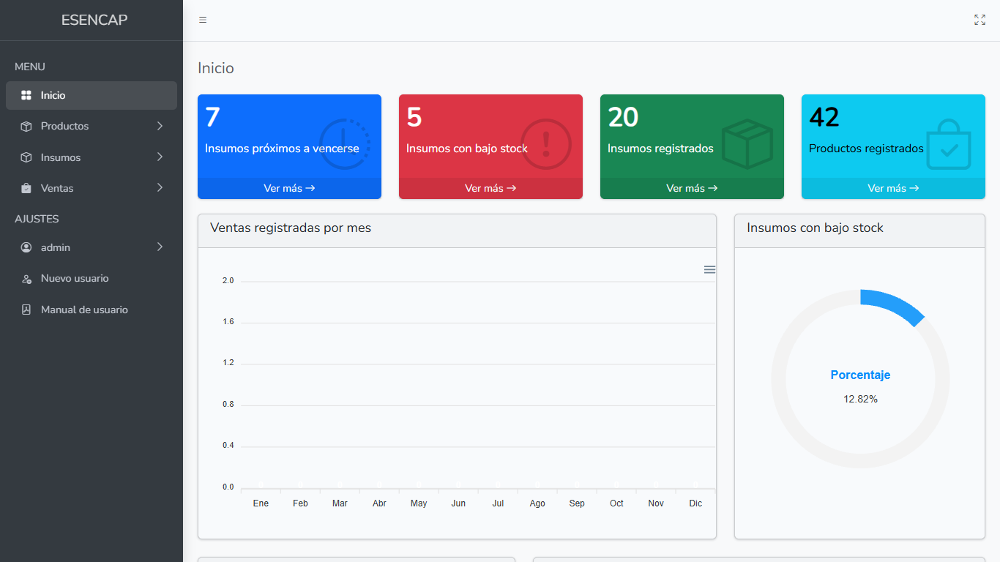 ESENCAP
MENU
Inicio
Productos
Insumos
Ventas
AJUSTES
admin
Nuevo usuario
Manual de usuario
Inicio
7
Insumos próximos a vencerse
Ver más
5
Insumos con bajo stock
Ver más
20
Insumos registrados
Ver más
42
Productos registrados
Ver más
Ventas registradas por mes
2.0
1.6
1.2
0.8
0.4
0.0
0 0 0 0 0 0 0 0 0 0 0 0
Ene Feb Mar Abr May Jun Jul Ago Sep Oct Nov Dic
Insumos con bajo stock
Porcentaje
12.82%